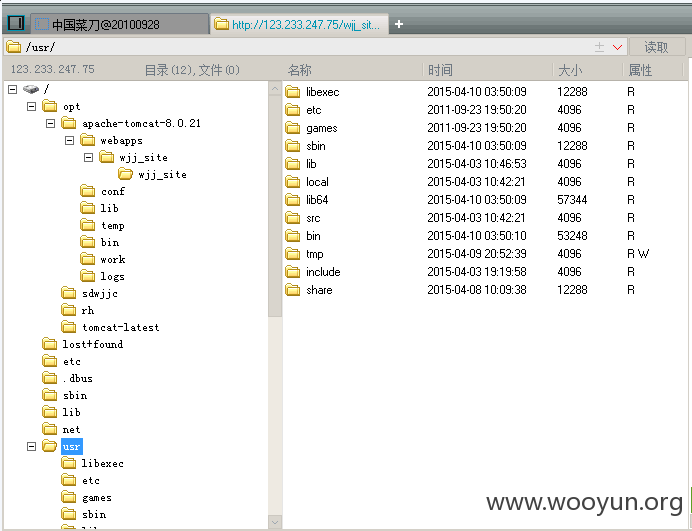 中国菜刀@20100928
http://123.233.247.75/wjj_sit...
/usr/
读取
123.233.247.75 目录(12),文件(0)
名称 时间 大小 属性
/
opt
apache-tomcat-8.0.21
webapps
wjj_site
wjj_site
conf
lib
temp
bin
work
logs
sdwjjc
rh
tomcat-latest
lost+found
etc
.dbus
sbin
lib
net
usr
libexec
etc
games
sbin
libexec 2015-04-10 03:50:09 12288 R
etc 2011-09-23 19:50:20 4096 R
games 2011-09-23 19:50:20 4096 R
sbin 2015-04-10 03:50:09 12288 R
lib 2015-04-03 10:46:53 4096 R
local 2015-04-03 10:42:21 4096 R
lib64 2015-04-10 03:50:09 57344 R
src 2015-04-03 10:42:21 4096 R
bin 2015-04-10 03:50:10 53248 R
tmp 2015-04-09 20:52:39 4096 R W
include 2015-04-03 19:19:58 4096 R
share 2015-04-08 10:09:38 12288 R
www.wooyun.org